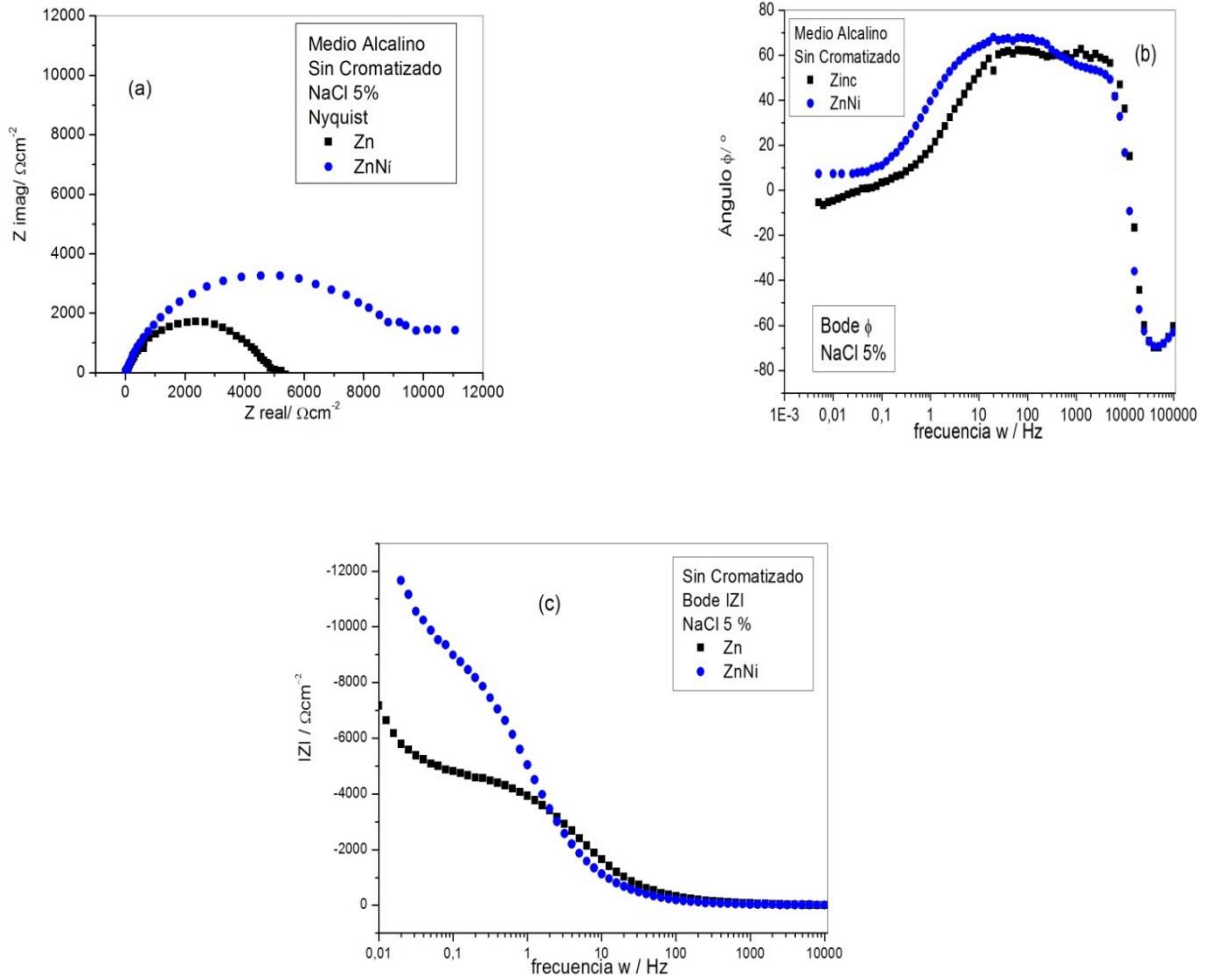 12000
10000
8000
6000
4000
2000
0
Z imag/ Ωcm⁻²
(a)
Medio Alcalino
Sin Cromatizado
NaCl 5%
Nyquist
Zn
ZnNi
0 2000 4000 6000 8000 10000 12000
Z real/ Ωcm⁻²
80
60
40
20
0
-20
-40
-60
-80
Ángulo ϕ/ °
Medio Alcalino
Sin Cromatizado
Zinc
ZnNi
(b)
Bode ϕ
NaCl 5%
1E-3 0,01 0,1 1 10 100 1000 10000 100000
frecuencia w / Hz
-12000
-10000
-8000
-6000
-4000
-2000
0
IZI / Ωcm⁻²
(c)
Sin Cromatizado
Bode IZI
NaCl 5 %
Zn
ZnNi
0,01 0,1 1 10 100 1000 10000
frecuencia w / Hz